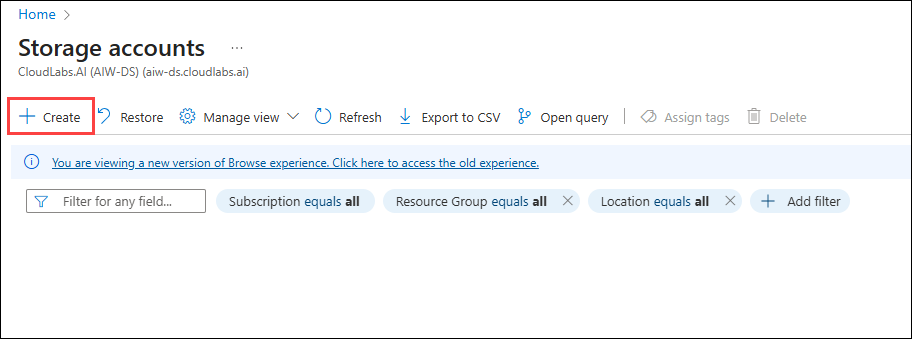 Home
Storage accounts ...
CloudLabs.AI (AIW-DS) (aiw-ds.cloudlabs.ai)
Create Restore Manage view Refresh Export to CSV Open query Assign tags Delete
You are viewing a new version of Browse experience. Click here to access the old experience.
Filter for any field... Subscription equals all Resource Group equals all Location equals all Add filter